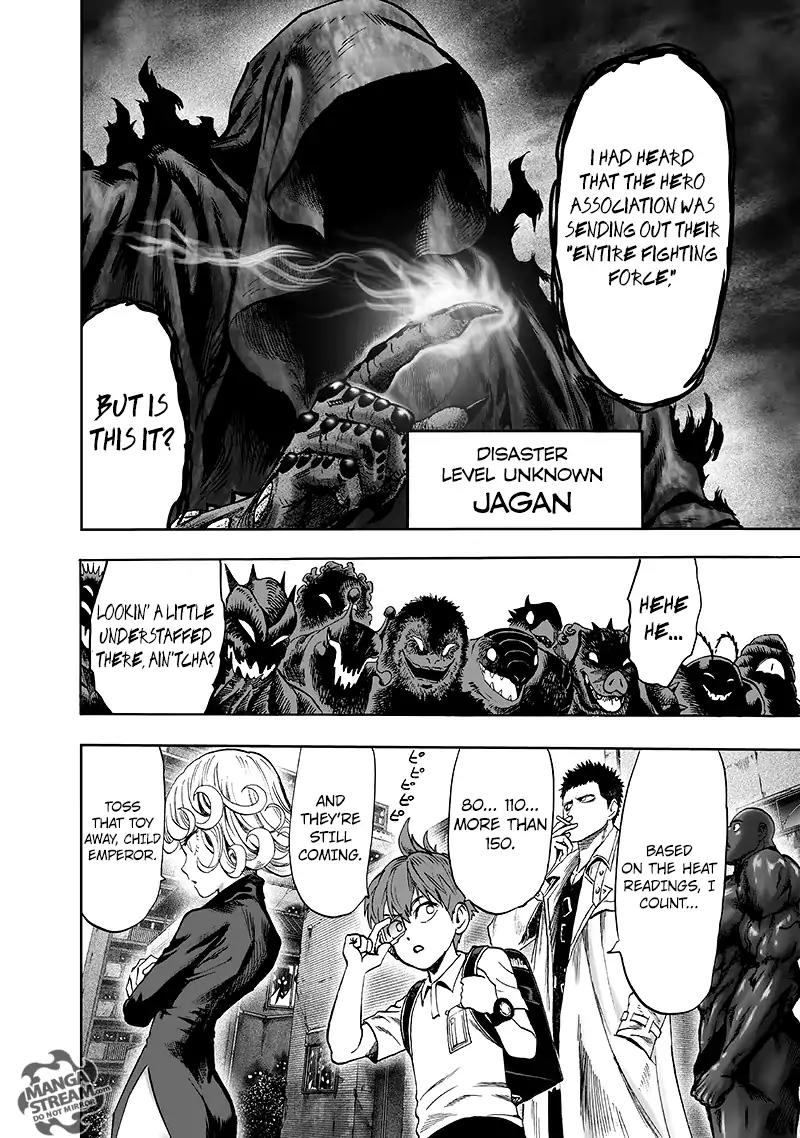 I HAD HEARD
THAT THE HERO
ASSOCIATION WAS
SENDING OUT THEIR
"ENTIRE FIGHTING
FORCE."
BUT IS
THIS IT?
DISASTER
LEVEL UNKNOWN
JAGAN
HEHE
HE...
LOOKIN' A LITTLE
UNDERSTAFFED
THERE, AIN'TCHA?
BASED
ON THE HEAT
READINGS, I
COUNT...
80... 110...
MORE THAN
150.
ピピピピ
AND
THEY'RE
STILL
COMING.
TOSS
THAT TOY
AWAY, CHILD
EMPEROR.
MANGA
STREAM.com
DO NOT MIRROR